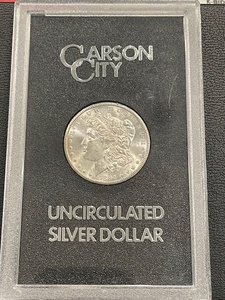 CARSON
CITY
UNCIRCULATED
SILVER DOLLAR